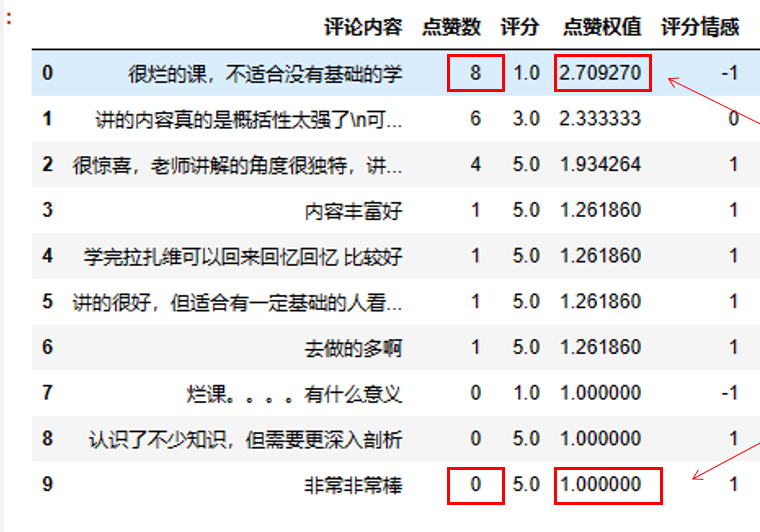 :
评论内容 点赞数 评分 点赞权值 评分情感
0 很烂的课，不适合没有基础的学 8 1.0 2.709270 -1
1 讲的内容真的是概括性太强了\n可... 6 3.0 2.333333 0
2 很惊喜，老师讲解的角度很独特，讲... 4 5.0 1.934264 1
3 内容丰富好 1 5.0 1.261860 1
4 学完拉扎维可以回来回忆回忆 比较好 1 5.0 1.261860 1
5 讲的很好，但适合有一定基础的人看... 1 5.0 1.261860 1
6 去做的多啊 1 5.0 1.261860 1
7 烂课。。。。有什么意义 0 1.0 1.000000 -1
8 认识了不少知识，但需要更深入剖析 0 5.0 1.000000 1
9 非常非常棒 0 5.0 1.000000 1